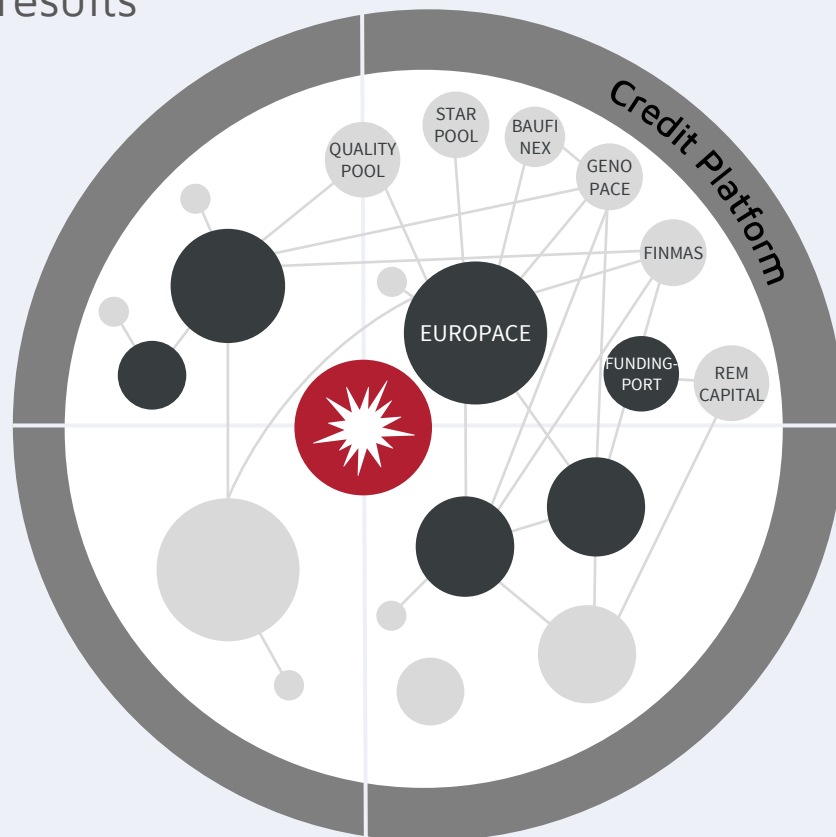 results
Credit Platform
STAR
POOL
BAUFI
NEX
QUALITY
POOL
GENO
PACE
FINMAS
EUROPACE
FUNDING-
PORT
REM
CAPITAL